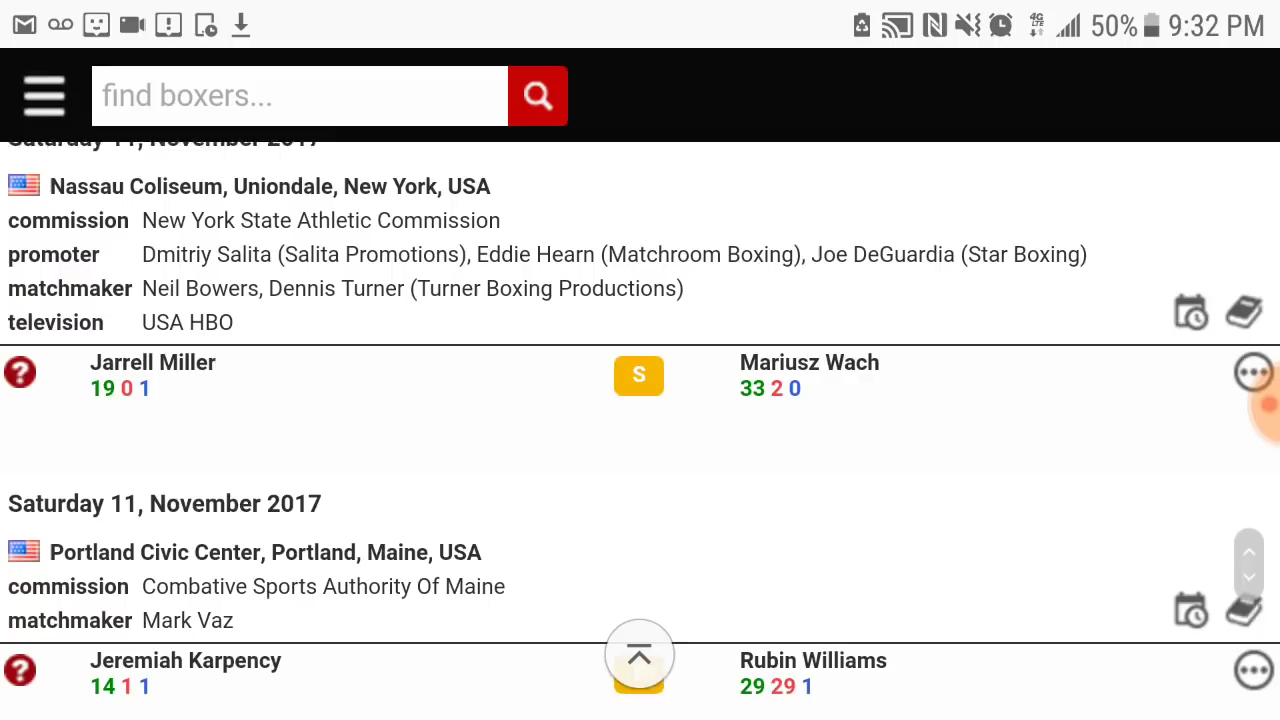 50% 9:32 PM
find boxers...
Saturday 11, November 2017
Nassau Coliseum, Uniondale, New York, USA
commission New York State Athletic Commission
promoter Dmitriy Salita (Salita Promotions), Eddie Hearn (Matchroom Boxing), Joe DeGuardia (Star Boxing)
matchmaker Neil Bowers, Dennis Turner (Turner Boxing Productions)
television USA HBO
Jarrell Miller S Mariusz Wach
19 0 1 33 2 0
Saturday 11, November 2017
Portland Civic Center, Portland, Maine, USA
commission Combative Sports Authority Of Maine
matchmaker Mark Vaz
Jeremiah Karpency Rubin Williams
14 1 1 29 29 1